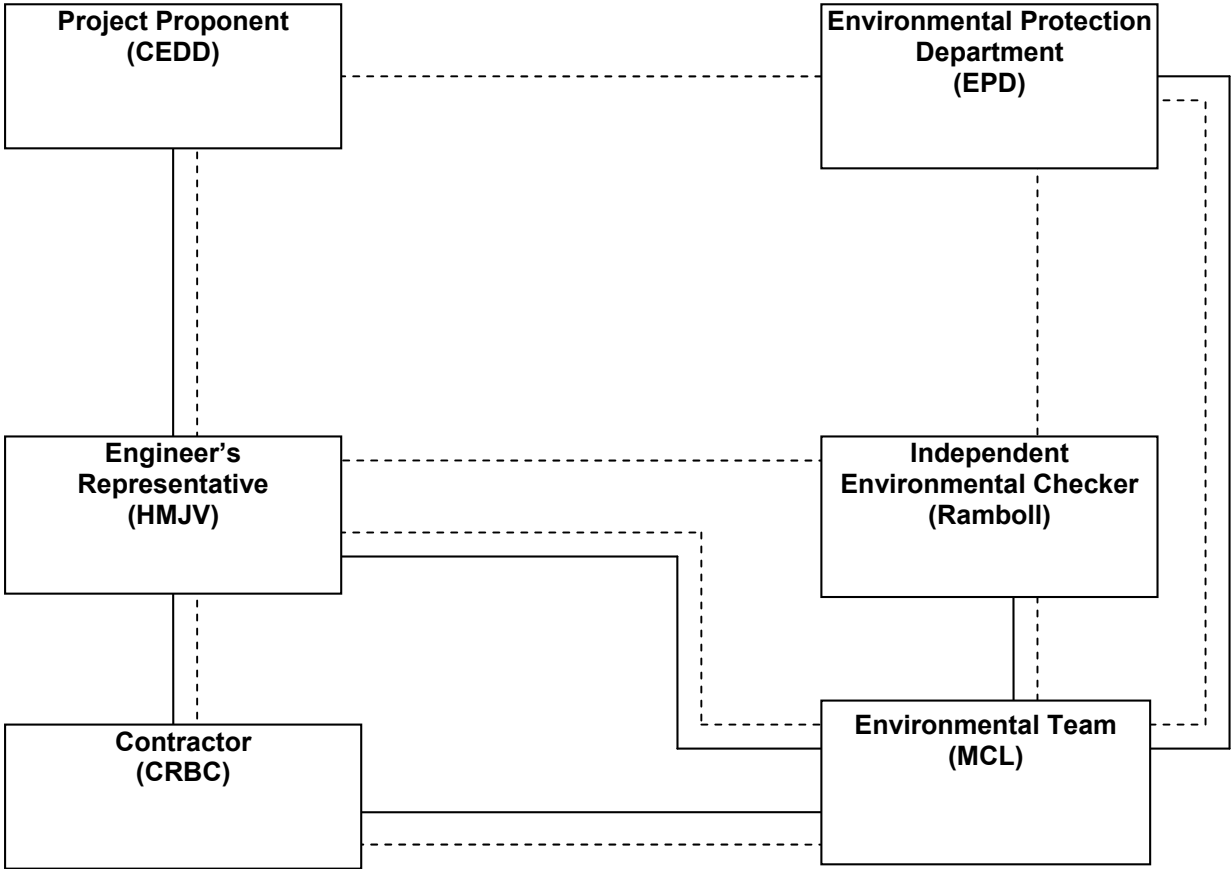 Project Proponent
(CEDD)
Environmental Protection
Department
(EPD)
Engineer’s
Representative
(HMJV)
Independent
Environmental Checker
(Ramboll)
Contractor
(CRBC)
Environmental Team
(MCL)